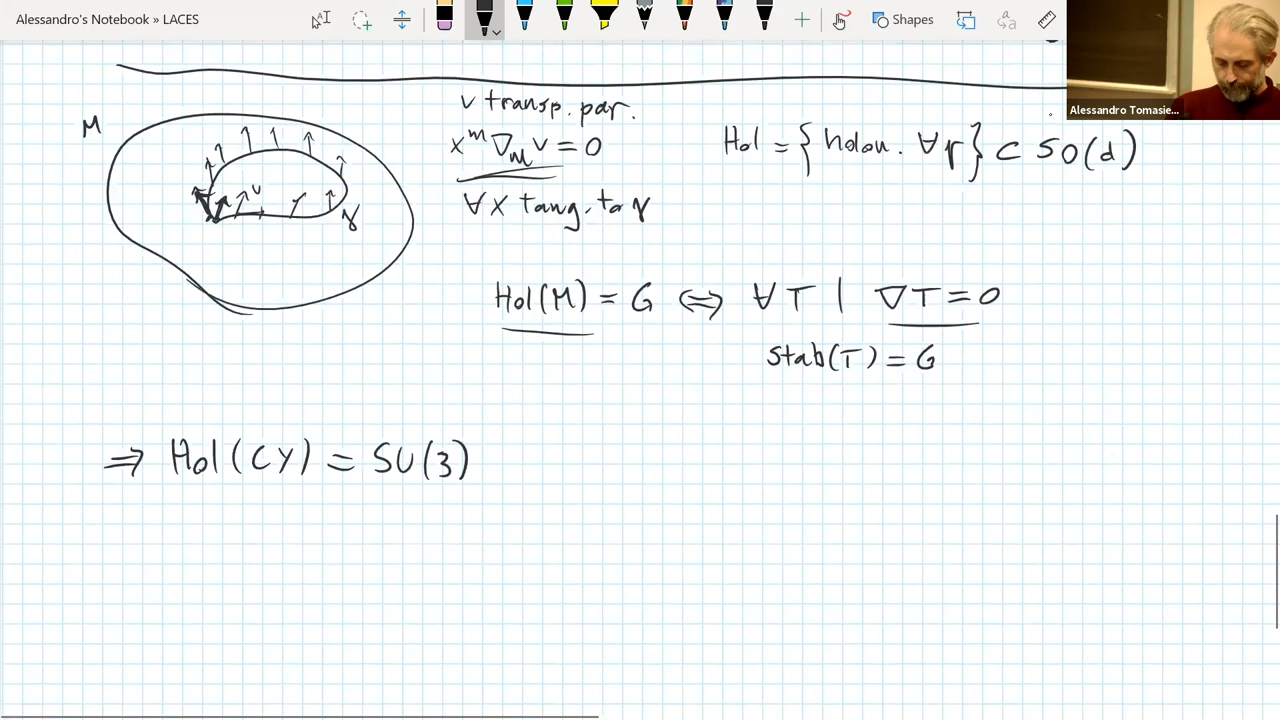 Alessandro's Notebook » LACES
Shapes
Alessandro Tomasie...
M
v transp. par.
x^m ∇_M v = 0
∀ x tang. to γ
v
γ
Hol = { holon. ∀ γ } ⊂ SO(d)
Hol(M) = G ⇔ ∀ T | ∇T = 0
Stab(T) = G
⇒ Hol(CY) = SU(3)